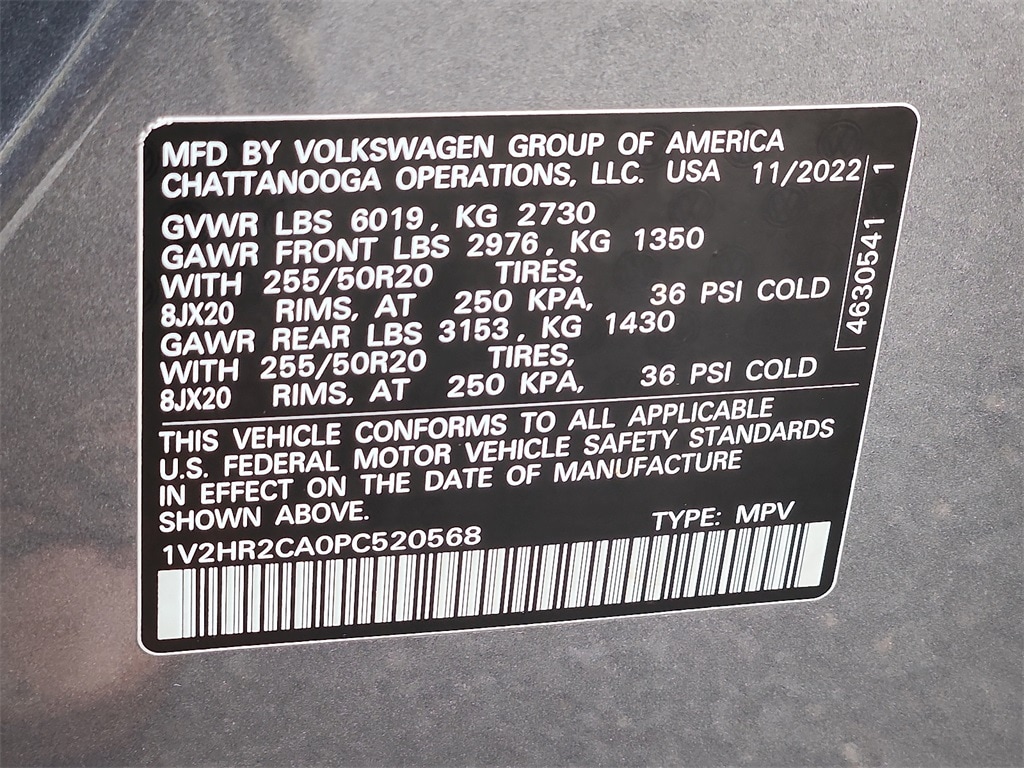 MFD BY VOLKSWAGEN GROUP OF AMERICA
CHATTANOOGA OPERATIONS, LLC. USA 11/2022
GVWR LBS 6019, KG 2730
GAWR FRONT LBS 2976, KG 1350
WITH 255/50R20 TIRES,
8JX20 RIMS, AT 250 KPA, 36 PSI COLD
GAWR REAR LBS 3153, KG 1430
WITH 255/50R20 TIRES,
8JX20 RIMS, AT 250 KPA, 36 PSI COLD
4630541 1
THIS VEHICLE CONFORMS TO ALL APPLICABLE
U.S. FEDERAL MOTOR VEHICLE SAFETY STANDARDS
IN EFFECT ON THE DATE OF MANUFACTURE
SHOWN ABOVE.
1V2HR2CA0PC520568 TYPE: MPV